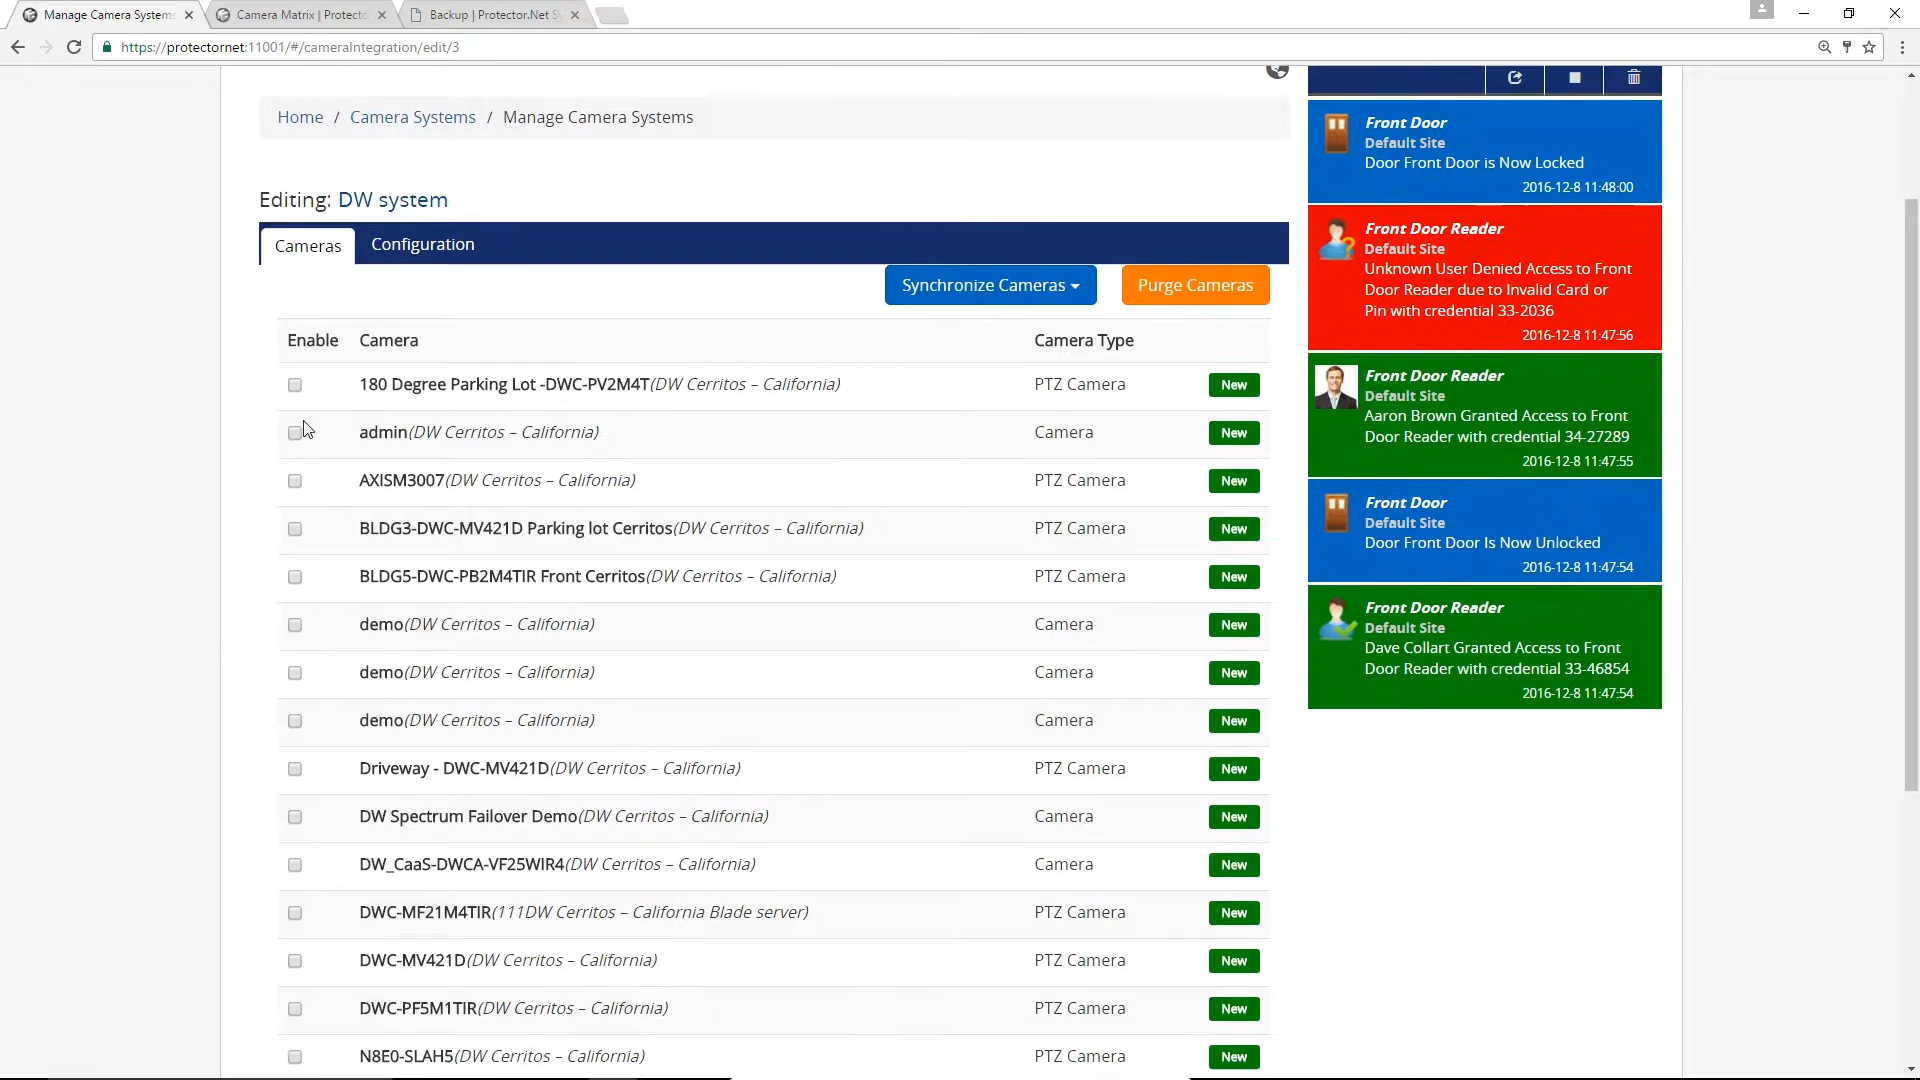 Manage Camera Systems
Camera Matrix | Protecto
Backup | Protector.Net S
https://protectornet:11001/#/cameraIntegration/edit/3
Home / Camera Systems / Manage Camera Systems
Editing: DW system
Cameras
Configuration
Synchronize Cameras
Purge Cameras
Enable Camera Camera Type
180 Degree Parking Lot -DWC-PV2M4T(DW Cerritos – California) PTZ Camera New
admin(DW Cerritos – California) Camera New
AXISM3007(DW Cerritos – California) PTZ Camera New
BLDG3-DWC-MV421D Parking lot Cerritos(DW Cerritos – California) PTZ Camera New
BLDG5-DWC-PB2M4TIR Front Cerritos(DW Cerritos – California) PTZ Camera New
demo(DW Cerritos – California) Camera New
demo(DW Cerritos – California) Camera New
demo(DW Cerritos – California) Camera New
Driveway - DWC-MV421D(DW Cerritos – California) PTZ Camera New
DW Spectrum Failover Demo(DW Cerritos – California) Camera New
DW_CaaS-DWCA-VF25WIR4(DW Cerritos – California) Camera New
DWC-MF21M4TIR(111DW Cerritos – California Blade server) PTZ Camera New
DWC-MV421D(DW Cerritos – California) PTZ Camera New
DWC-PF5M1TIR(DW Cerritos – California) PTZ Camera New
N8E0-SLAH5(DW Cerritos – California) PTZ Camera New
Front Door
Default Site
Door Front Door is Now Locked
2016-12-8 11:48:00
Front Door Reader
Default Site
Unknown User Denied Access to Front
Door Reader due to Invalid Card or
Pin with credential 33-2036
2016-12-8 11:47:56
Front Door Reader
Default Site
Aaron Brown Granted Access to Front
Door Reader with credential 34-27289
2016-12-8 11:47:55
Front Door
Default Site
Door Front Door Is Now Unlocked
2016-12-8 11:47:54
Front Door Reader
Default Site
Dave Collart Granted Access to Front
Door Reader with credential 33-46854
2016-12-8 11:47:54